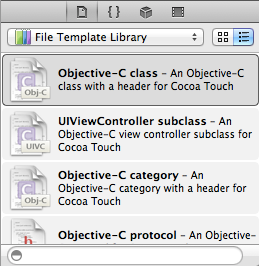 { }
File Template Library
C
Obj-C
Objective-C class - An Objective-C
class with a header for Cocoa Touch
C
UIVC
UIViewController subclass - An
Objective-C view controller subclass for
Cocoa Touch
C
Obj-C
Objective-C category - An
Objective-C category with a header for
Cocoa Touch
h
Objective-C protocol - An Objective-